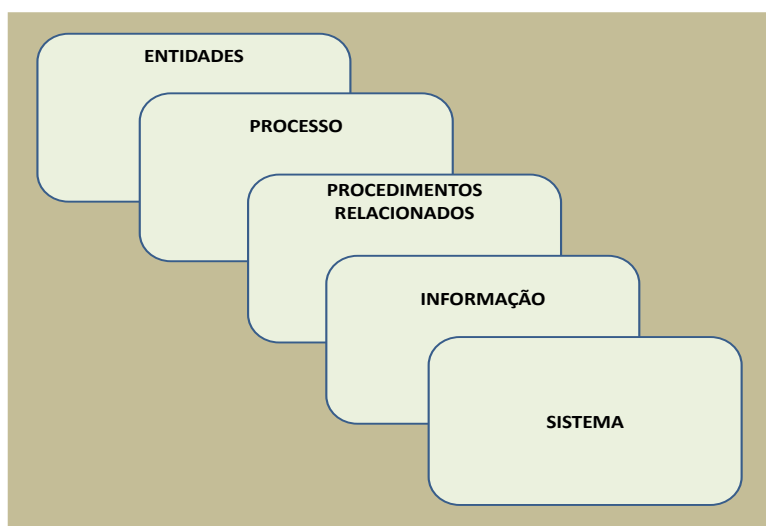 ENTIDADES
PROCESSO
PROCEDIMENTOS
RELACIONADOS
INFORMAÇÃO
SISTEMA